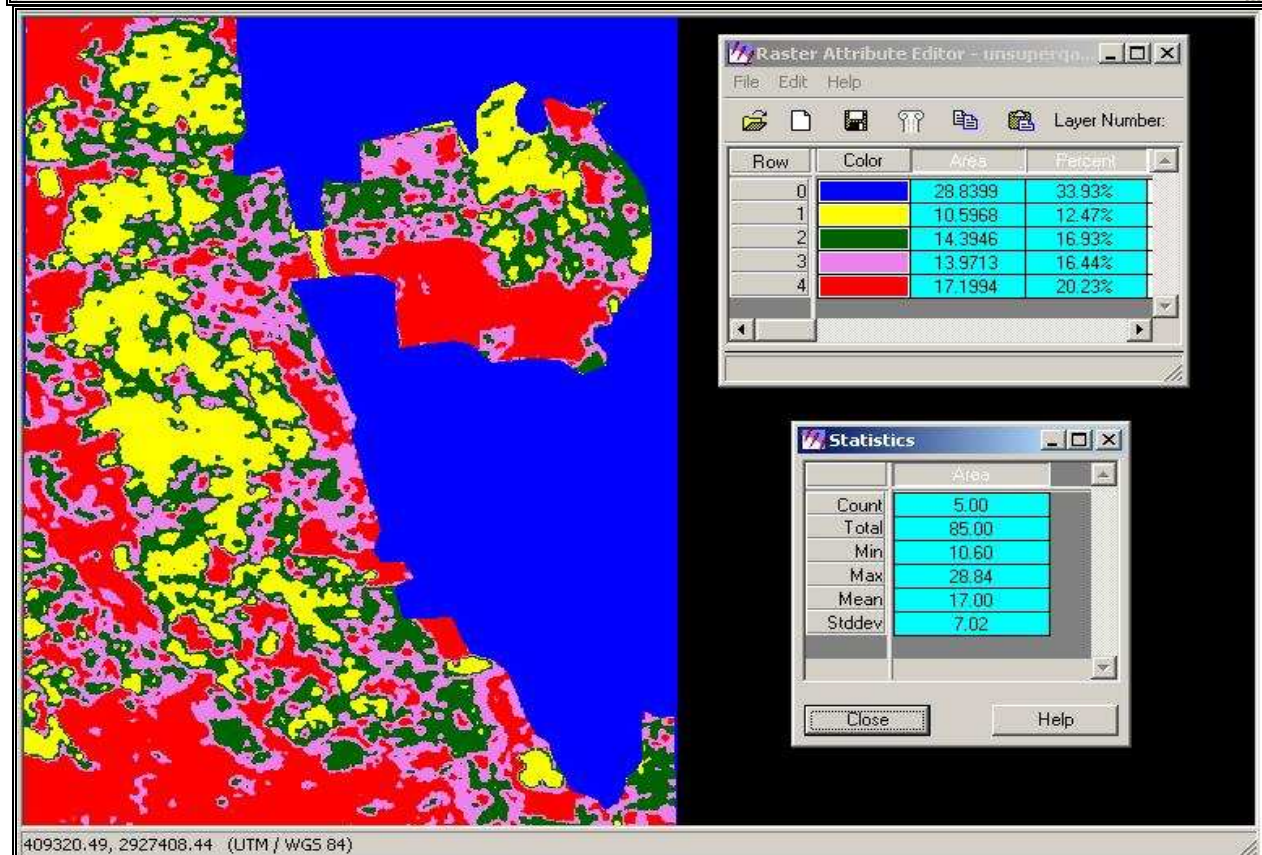 Raster Attribute Editor - unsuperqa...
File Edit Help
Layer Number:
Row Color Area Percent
0 28.8399 33.93%
1 10.5968 12.47%
2 14.3946 16.93%
3 13.9713 16.44%
4 17.1994 20.23%
Statistics
Area
Count 5.00
Total 85.00
Min 10.60
Max 28.84
Mean 17.00
Stddev 7.02
Close Help
409320.49, 2927408.44 (UTM / WGS 84)